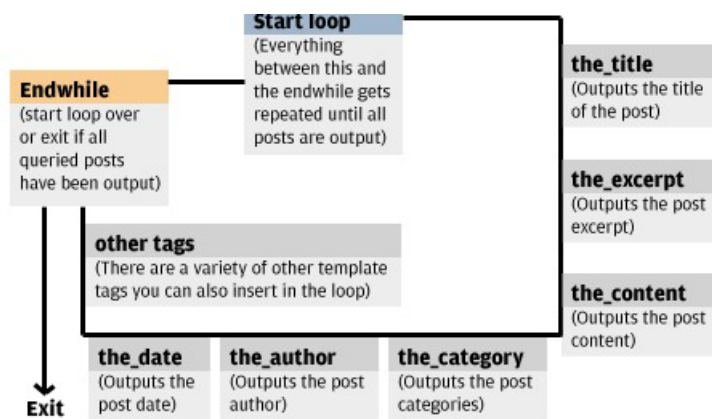 Start loop
(Everything
between this and
the endwhile gets
repeated until all
posts are output)
Endwhile
(start loop over
or exit if all
queried posts
have been output)
the_title
(Outputs the title
of the post)
the_excerpt
(Outputs the post
excerpt)
the_content
(Outputs the post
content)
other tags
(There are a variety of other template
tags you can also insert in the loop)
the_date
(Outputs the
post date)
the_author
(Outputs the post
author)
the_category
(Outputs the post
categories)
Exit